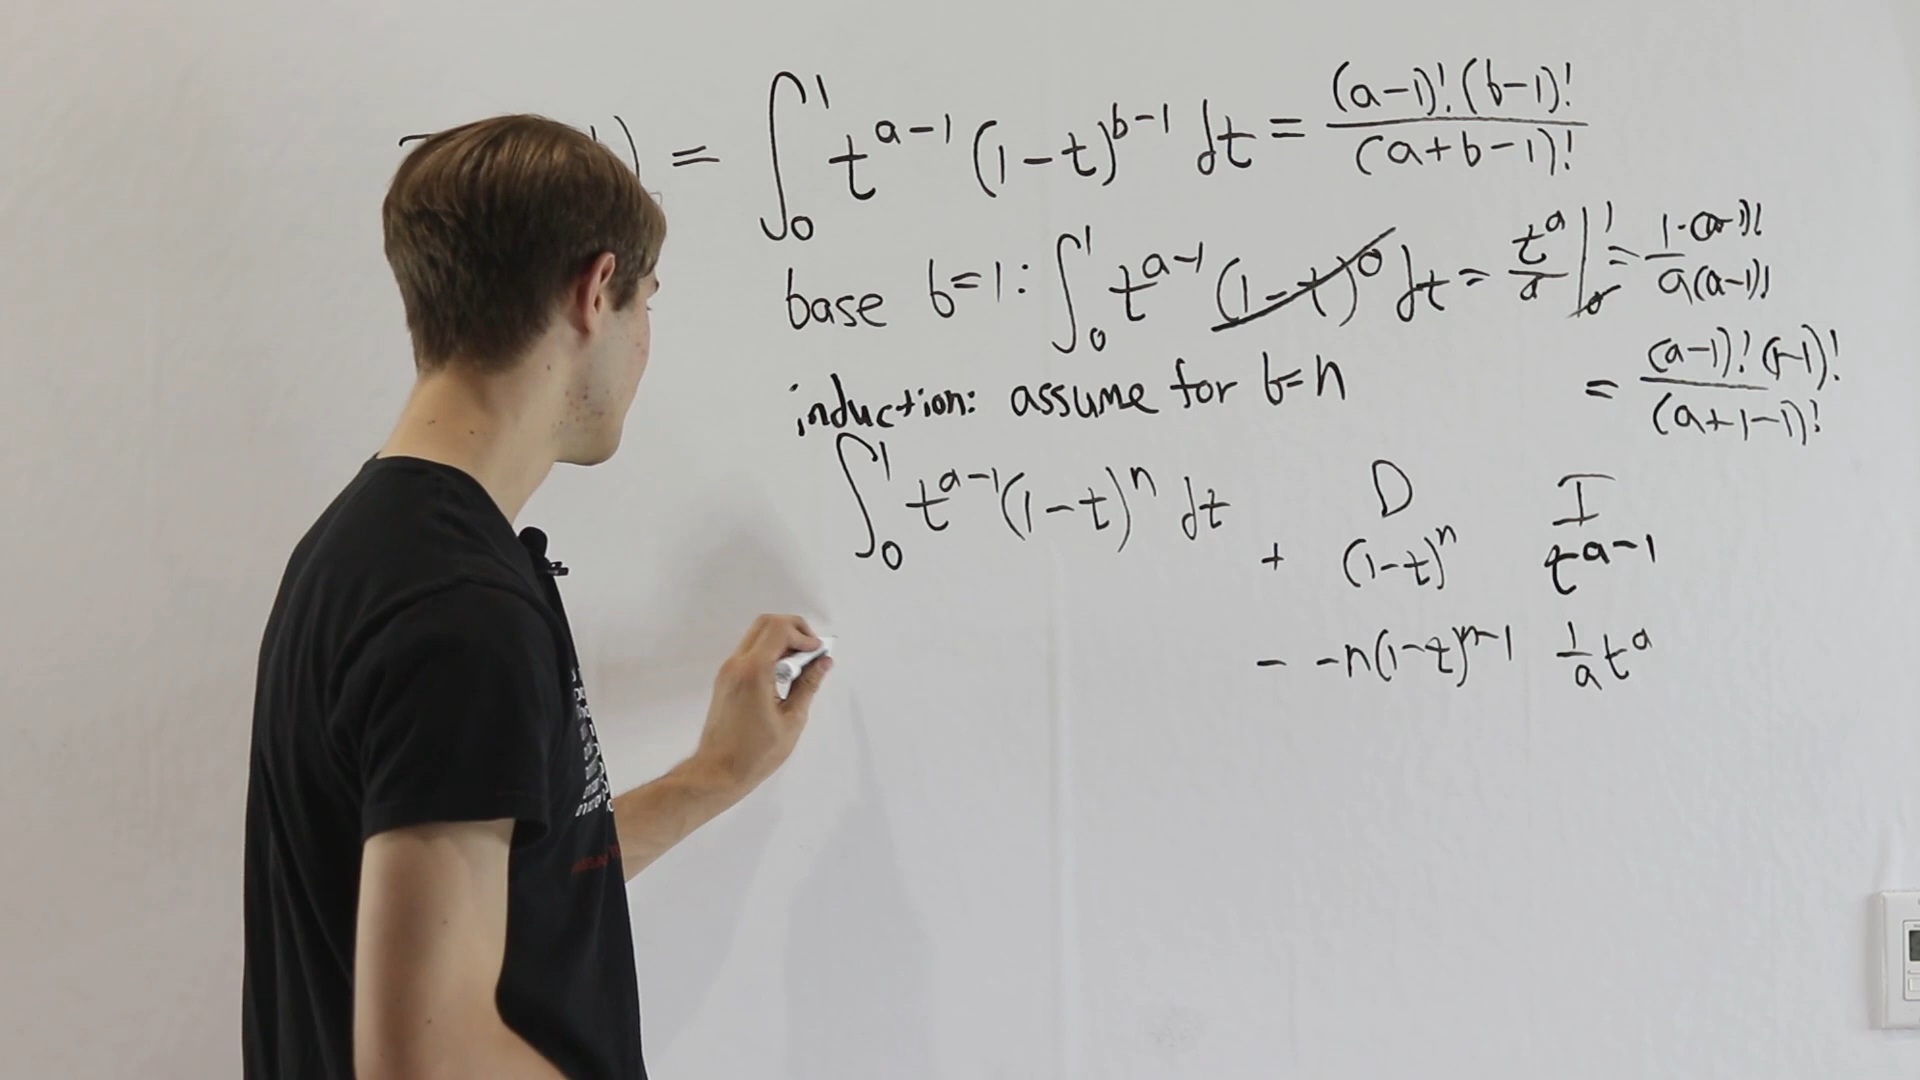 ) = ∫₀¹ t^(a-1) (1-t)^(b-1) dt = (a-1)! (b-1)! / (a+b-1)!
base b=1: ∫₀¹ t^(a-1) (1-t)^0 dt = t^a / a |₀¹ = 1·(a-1)! / a(a-1)!
= (a-1)! (1-1)! / (a+1-1)!
induction: assume for b=n
∫₀¹ t^(a-1) (1-t)^n dt
D I
+ (1-t)^n t^(a-1)
- -n(1-t)^(n-1) 1/a t^a